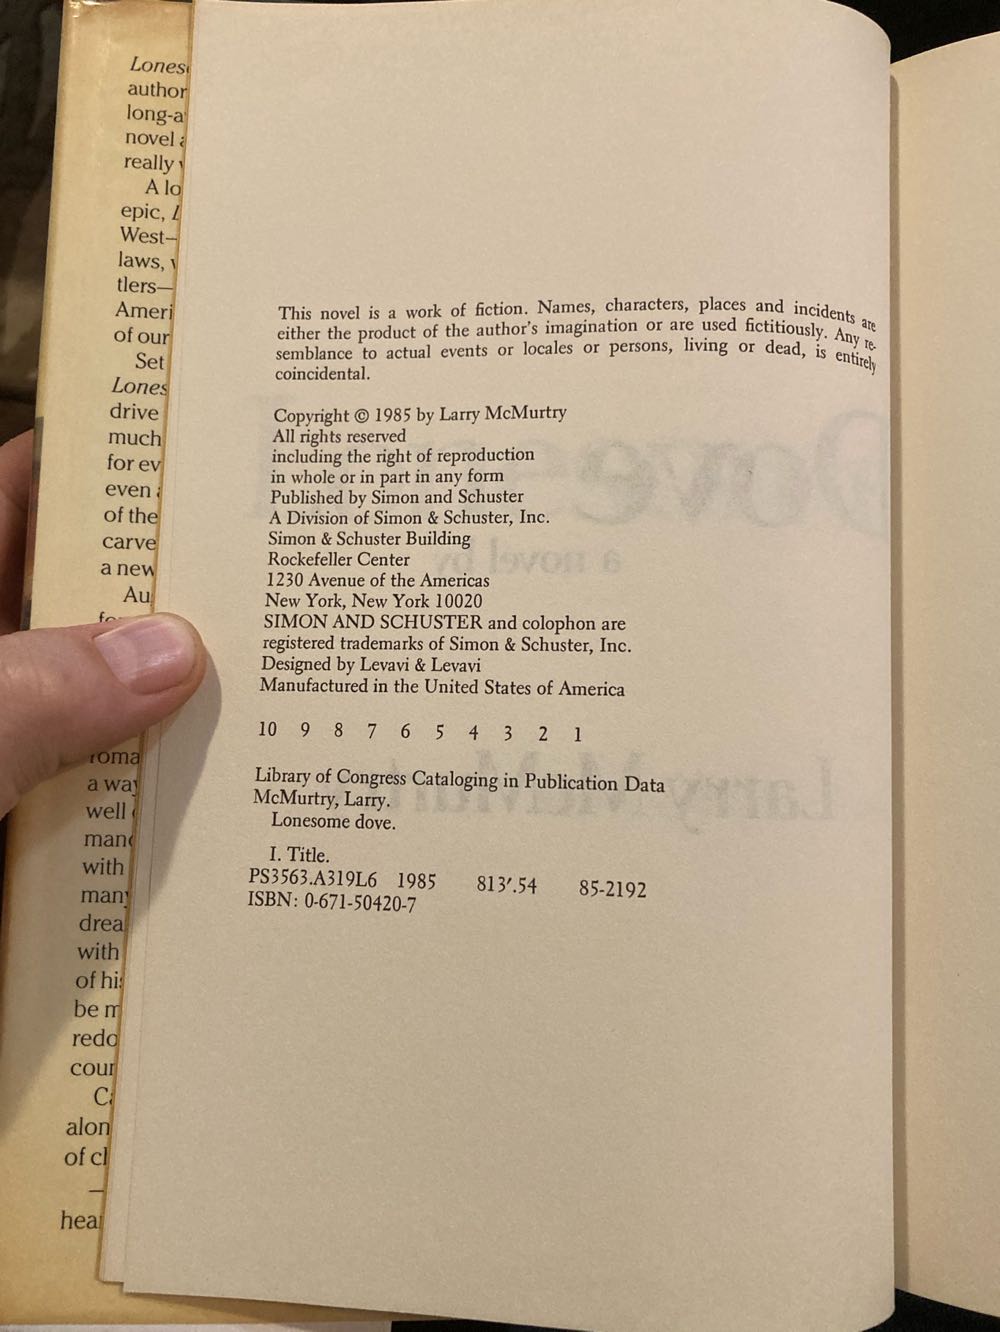 Lones
author
long-a
novel a
really
A lo
epic, L
West—
laws,
tlers—
Ameri
of our
Set
Lones
drive
much
for ev
even
of the
carve
a new
Au
roma
a way
well
man
with
many
drea
with
of his
be m
redo
cour
Ca
alon
of cl
—
hear
This novel is a work of fiction. Names, characters, places and incidents are
either the product of the author's imagination or are used fictitiously. Any re-
semblance to actual events or locales or persons, living or dead, is entirely
coincidental.
Copyright © 1985 by Larry McMurtry
All rights reserved
including the right of reproduction
in whole or in part in any form
Published by Simon and Schuster
A Division of Simon & Schuster, Inc.
Simon & Schuster Building
Rockefeller Center
1230 Avenue of the Americas
New York, New York 10020
SIMON AND SCHUSTER and colophon are
registered trademarks of Simon & Schuster, Inc.
Designed by Levavi & Levavi
Manufactured in the United States of America
10 9 8 7 6 5 4 3 2 1
Library of Congress Cataloging in Publication Data
McMurtry, Larry.
Lonesome dove.
I. Title.
PS3563.A319L6 1985 813'.54 85-2192
ISBN: 0-671-50420-7